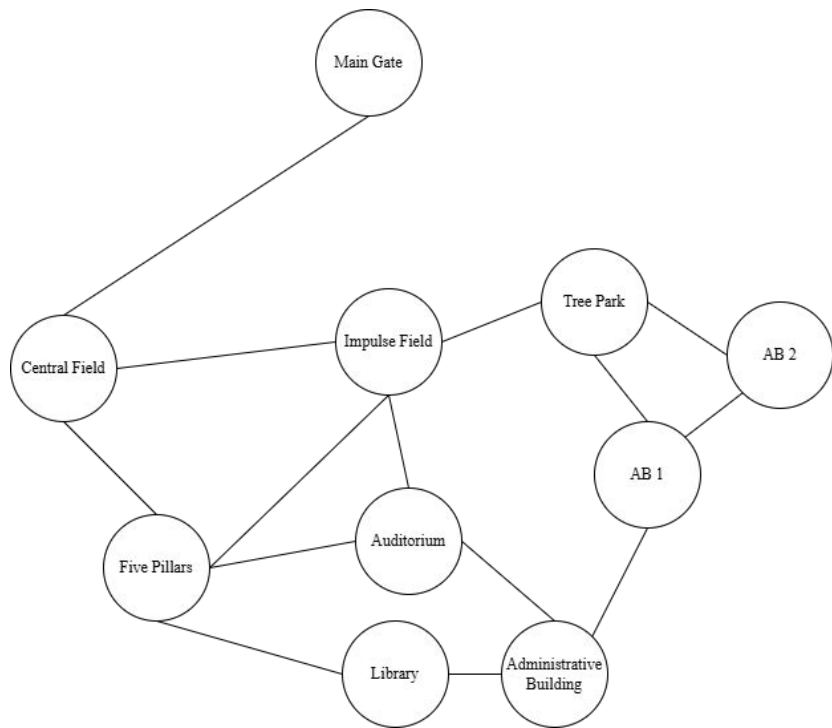 Main Gate
Tree Park
Impulse Field
AB 2
Central Field
AB 1
Auditorium
Five Pillars
Library
Administrative
Building